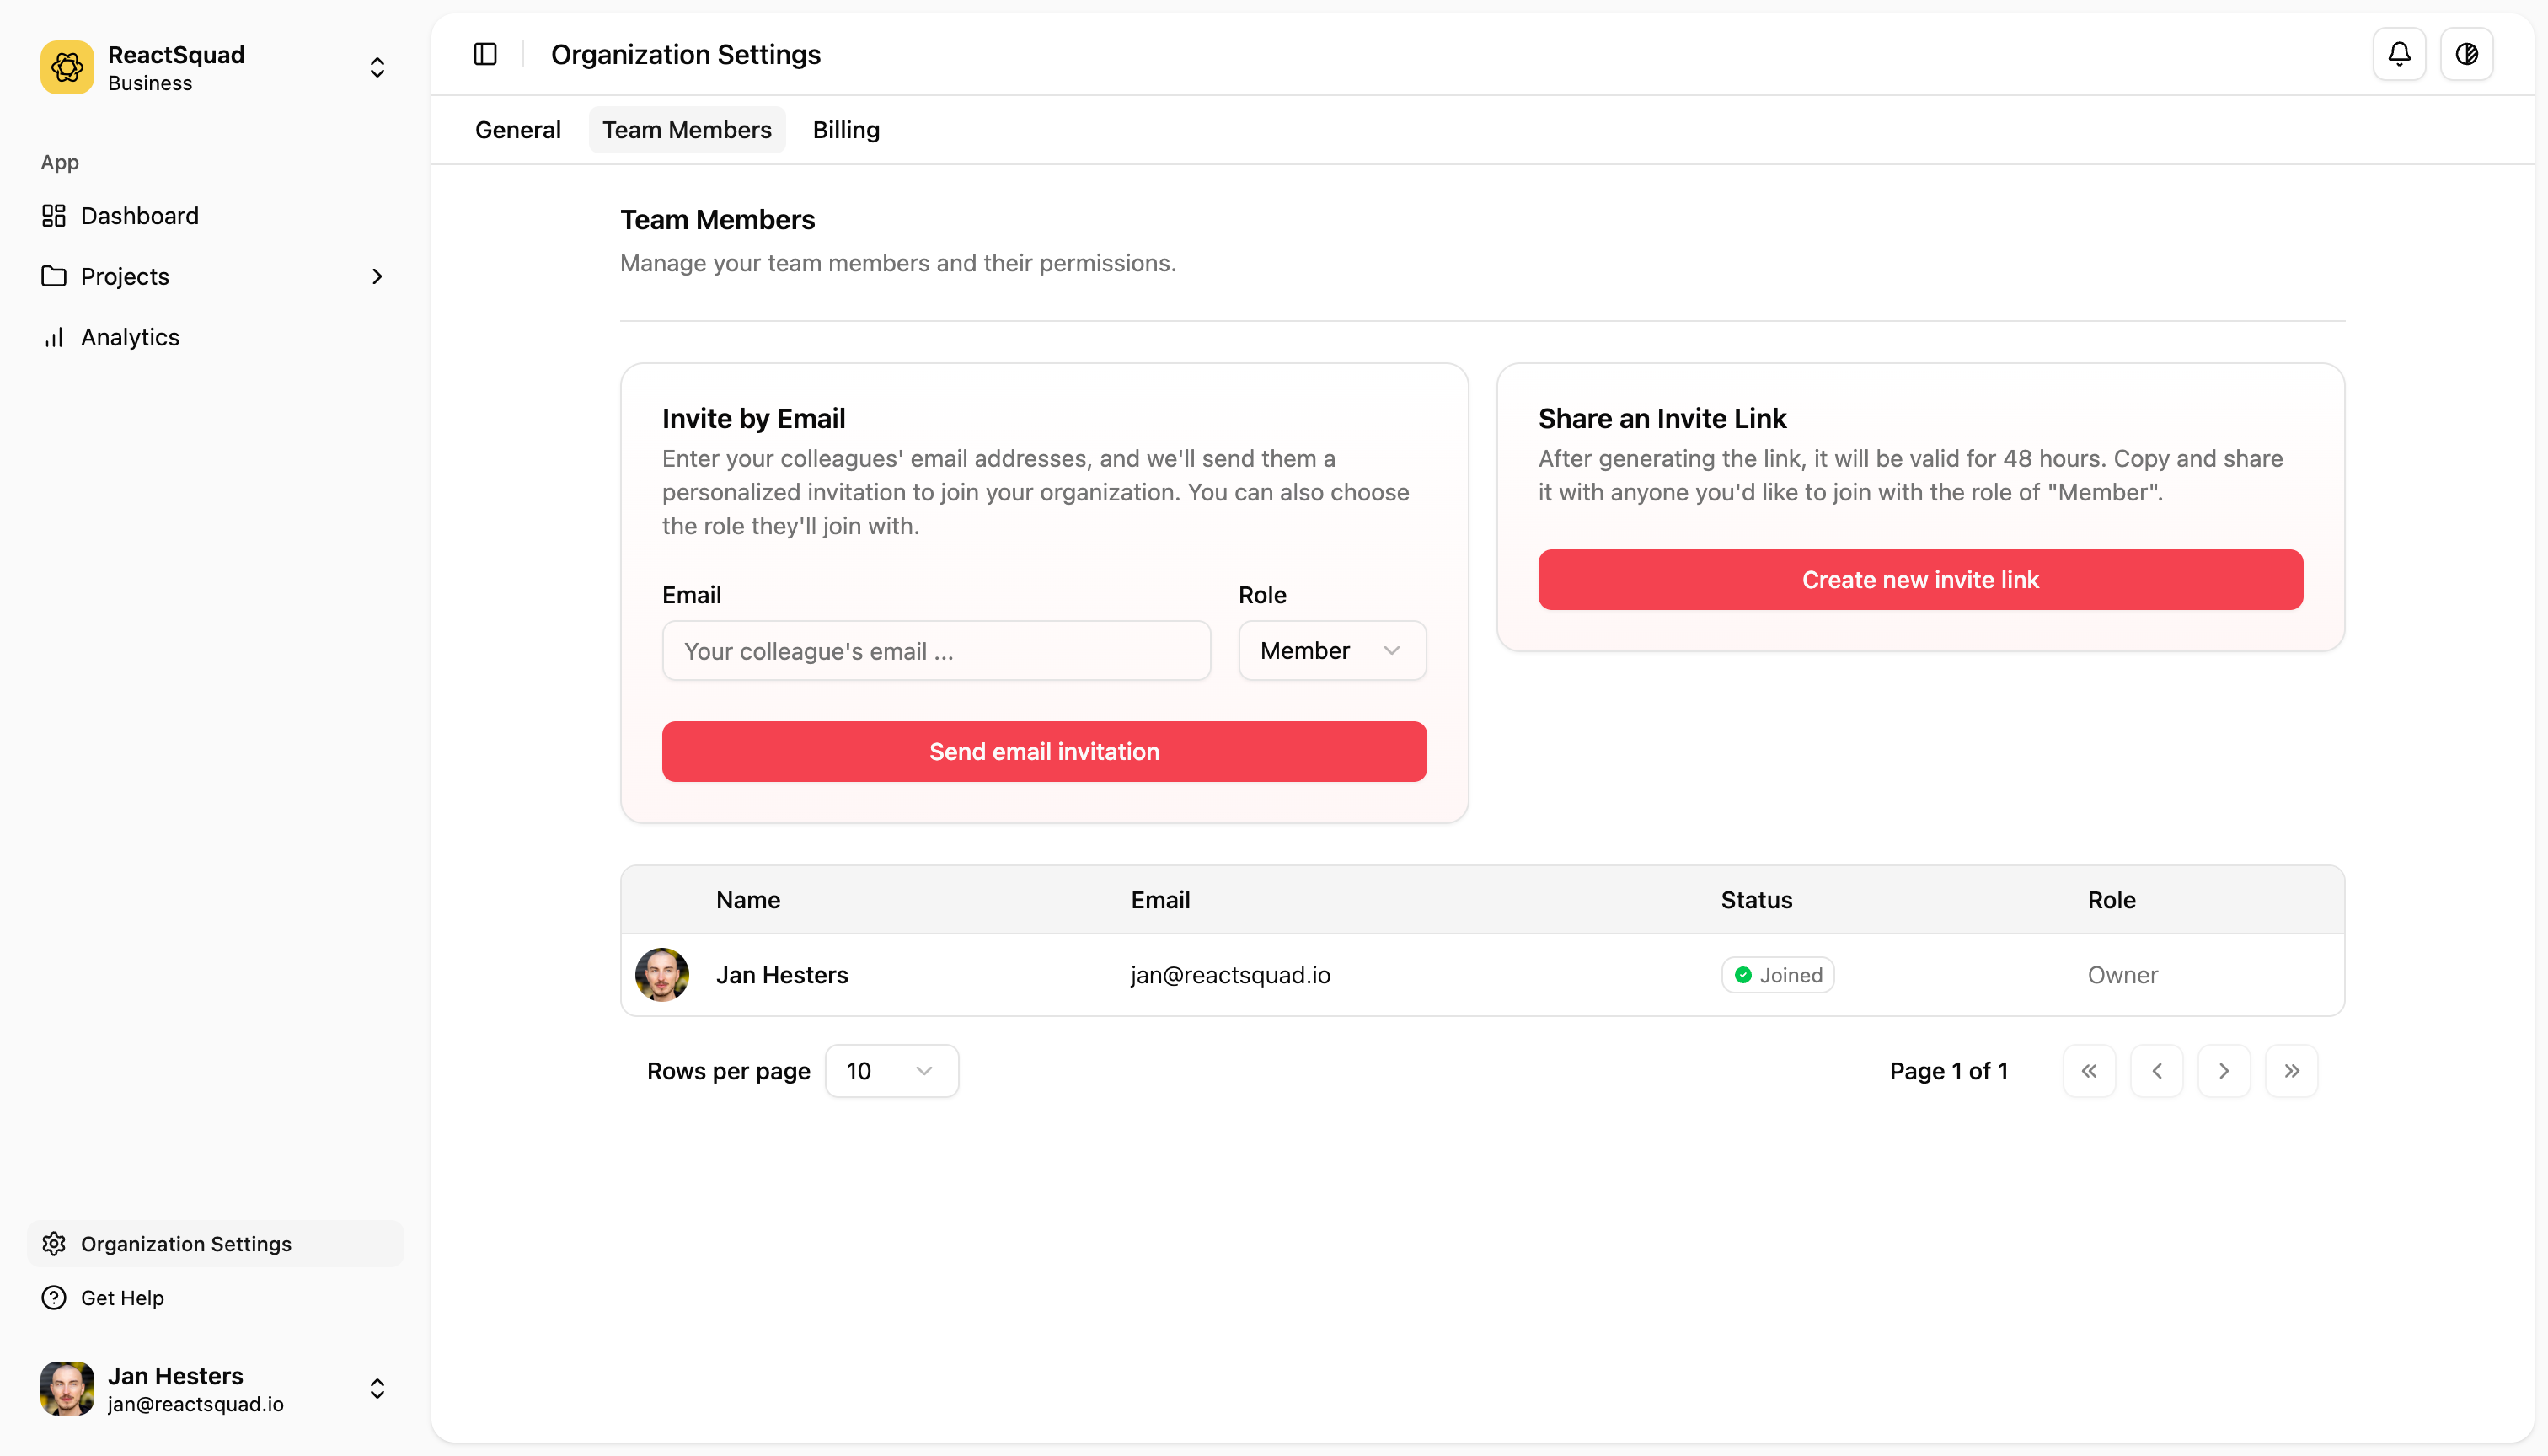 ReactSquad
Business
App
Dashboard
Projects
Analytics
Organization Settings
Get Help
Jan Hesters
jan@reactsquad.io
Organization Settings
General
Team Members
Billing
Team Members
Manage your team members and their permissions.
Invite by Email
Enter your colleagues' email addresses, and we'll send them a
personalized invitation to join your organization. You can also choose
the role they'll join with.
Email
Role
Your colleague's email ...
Member
Send email invitation
Share an Invite Link
After generating the link, it will be valid for 48 hours. Copy and share
it with anyone you'd like to join with the role of "Member".
Create new invite link
Name Email Status Role
Jan Hesters jan@reactsquad.io Joined Owner
Rows per page 10
Page 1 of 1